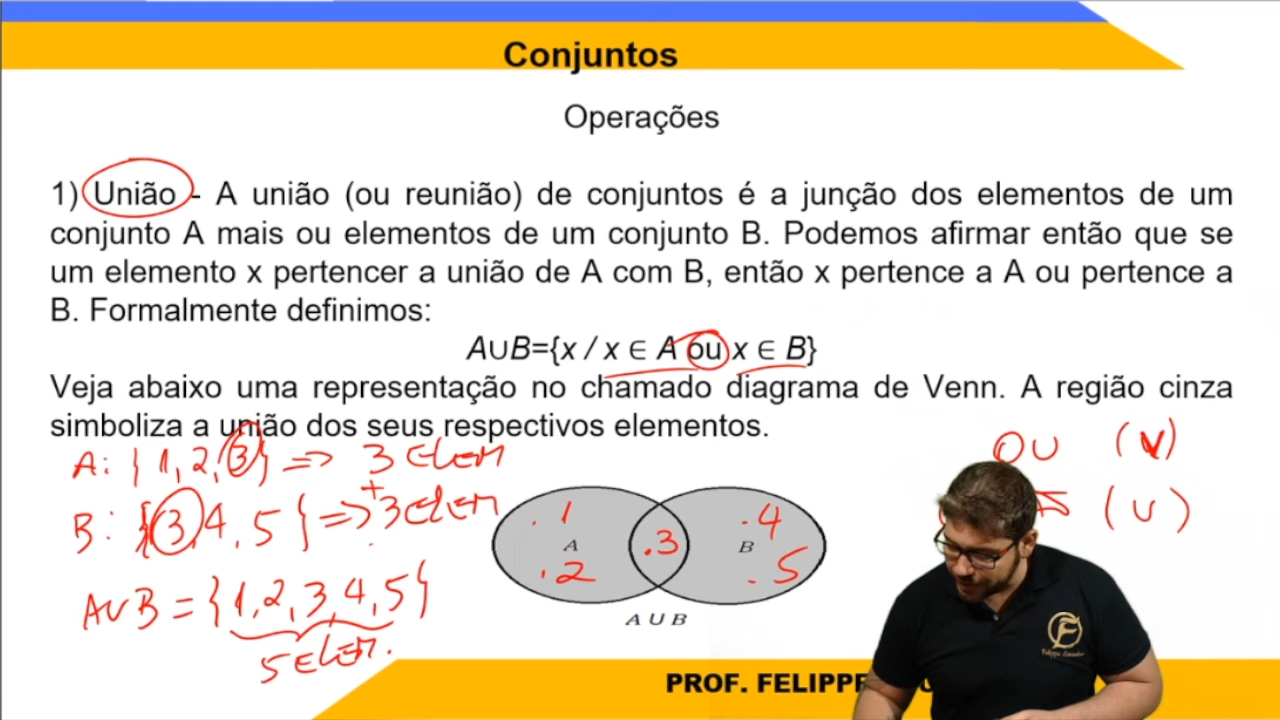 Conjuntos
Operações
1) União - A união (ou reunião) de conjuntos é a junção dos elementos de um
conjunto A mais ou elementos de um conjunto B. Podemos afirmar então que se
um elemento x pertencer a união de A com B, então x pertence a A ou pertence a
B. Formalmente definimos:
A∪B={x / x ∈ A ou x ∈ B}
Veja abaixo uma representação no chamado diagrama de Venn. A região cinza
simboliza a união dos seus respectivos elementos.
A: {1, 2, 3} => 3 ELEM
+
B: {3, 4, 5} => 3 ELEM
A∪B = {1, 2, 3, 4, 5}
5 ELEM.
.1
A
.2
.3
.4
B
.5
A U B
OU (V)
(U)
PROF. FELIPPE